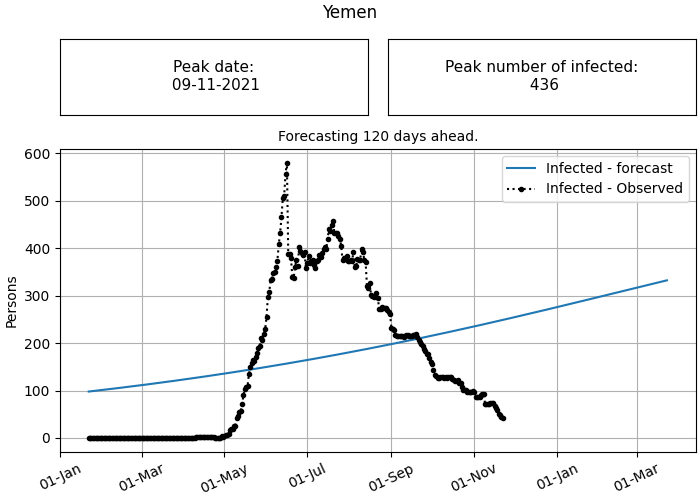 Yemen
Peak date:
09-11-2021
Peak number of infected:
436
Forecasting 120 days ahead.
600
500
400
300
200
100
0
Persons
Infected - forecast
Infected - Observed
01-Jan
01-Mar
01-May
01-Jul
01-Sep
01-Nov
01-Jan
01-Mar